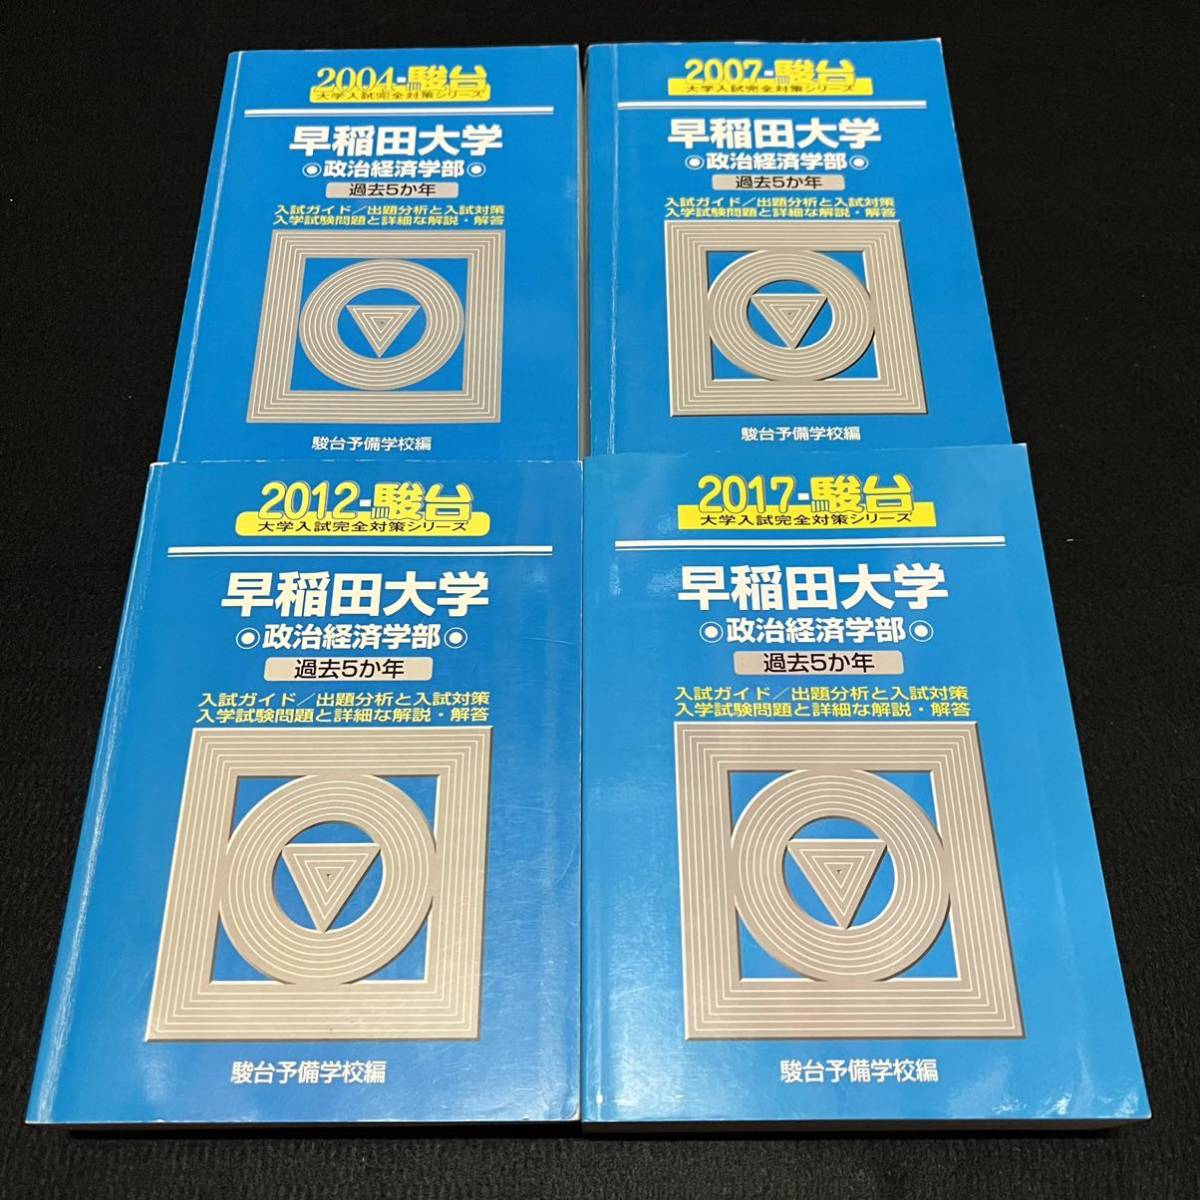 2004-駿台
大学入試完全対策シリーズ
早稲田大学
政治経済学部
過去5か年
入試ガイド/出題分析と入試対策
入学試験問題と詳細な解説・解答
駿台予備学校編
2007-駿台
大学入試完全対策シリーズ
早稲田大学
政治経済学部
過去5か年
入試ガイド/出題分析と入試対策
入学試験問題と詳細な解説・解答
駿台予備学校編
2012-駿台
大学入試完全対策シリーズ
早稲田大学
政治経済学部
過去5か年
入試ガイド/出題分析と入試対策
入学試験問題と詳細な解説・解答
駿台予備学校編
2017-駿台
大学入試完全対策シリーズ
早稲田大学
政治経済学部
過去5か年
入試ガイド/出題分析と入試対策
入学試験問題と詳細な解説・解答
駿台予備学校編